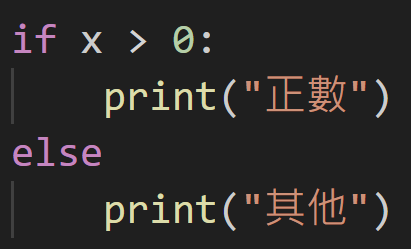 if x > 0:
    print("正數")
else
    print("其他")